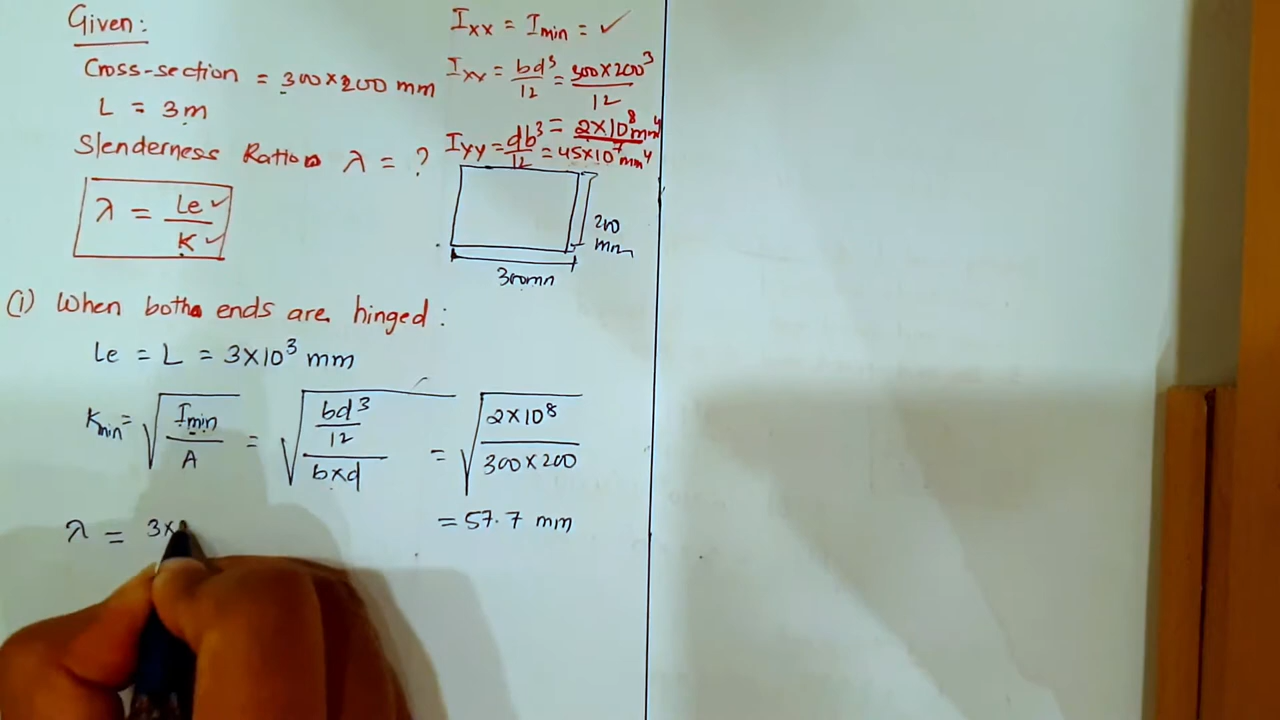 Given:
Cross-section = 300×200 mm
L = 3m
Slenderness Ratio λ = ?
λ = Le / K
Ixx = Imin = ✓
Ixx = bd³/12 = 300×200³/12
= 2×10⁸ mm⁴
Iyy = db³/12 = 45×10⁷ mm⁴
200
mm
300mm
(i) When both ends are hinged:
Le = L = 3×10³ mm
Kmin = √(Imin/A) = √((bd³/12)/(b×d)) = √(2×10⁸/(300×200))
= 57.7 mm
λ = 3×